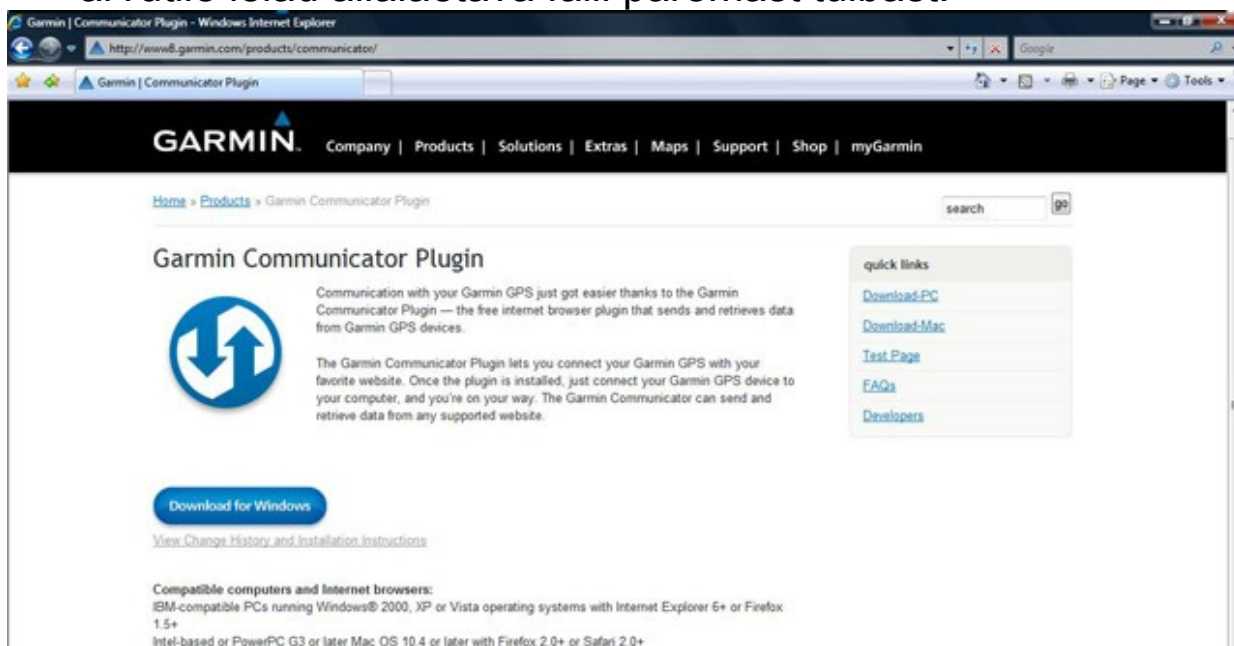 Garmin | Communicator Plugin - Windows Internet Explorer
http://www8.garmin.com/products/communicator/
Google
Garmin | Communicator Plugin
Page
Tools
GARMIN.
Company | Products | Solutions | Extras | Maps | Support | Shop | myGarmin
Home » Products » Garmin Communicator Plugin
search
go
Garmin Communicator Plugin
Communication with your Garmin GPS just got easier thanks to the Garmin
Communicator Plugin — the free internet browser plugin that sends and retrieves data
from Garmin GPS devices.
The Garmin Communicator Plugin lets you connect your Garmin GPS with your
favorite website. Once the plugin is installed, just connect your Garmin GPS device to
your computer, and you're on your way. The Garmin Communicator can send and
retrieve data from any supported website.
quick links
Download-PC
Download-Mac
Test Page
FAQs
Developers
Download for Windows
View Change History and Installation Instructions
Compatible computers and Internet browsers:
IBM-compatible PCs running Windows® 2000, XP or Vista operating systems with Internet Explorer 6+ or Firefox
1.5+
Intel-based or PowerPC G3 or later Mac OS 10.4 or later with Firefox 2.0+ or Safari 2.0+